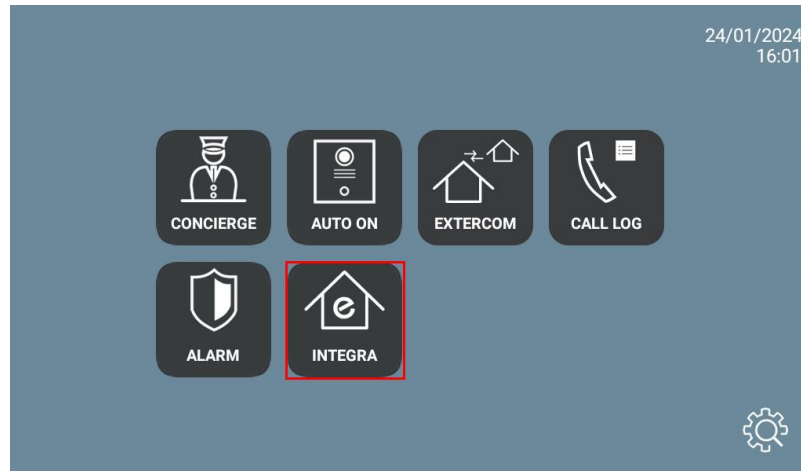 24/01/2024
16:01
CONCIERGE
AUTO ON
EXTERCOM
CALL LOG
ALARM
e
INTEGRA